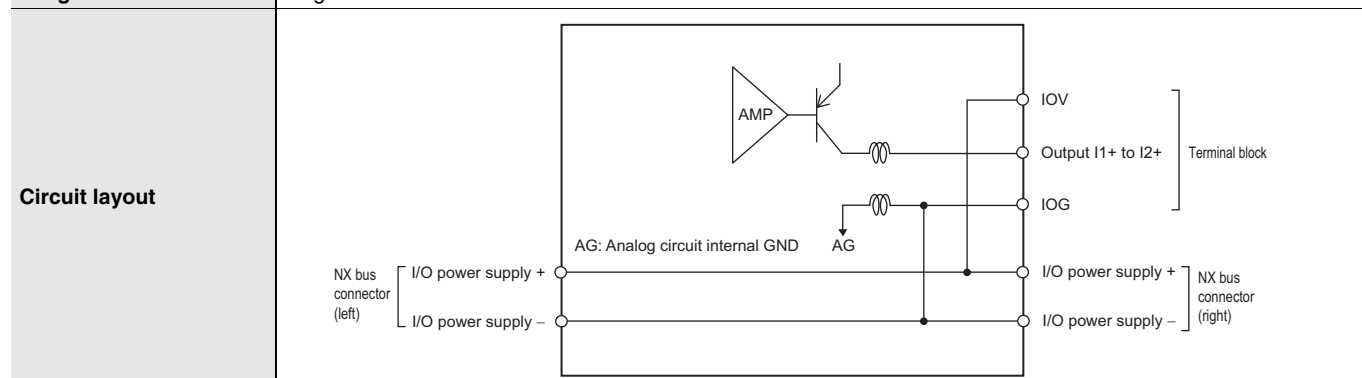 Circuit layout
AMP
IOV
Output I1+ to I2+
Terminal block
IOG
AG: Analog circuit internal GND
AG
NX bus
connector
(left)
I/O power supply +
I/O power supply –
I/O power supply +
I/O power supply –
NX bus
connector
(right)